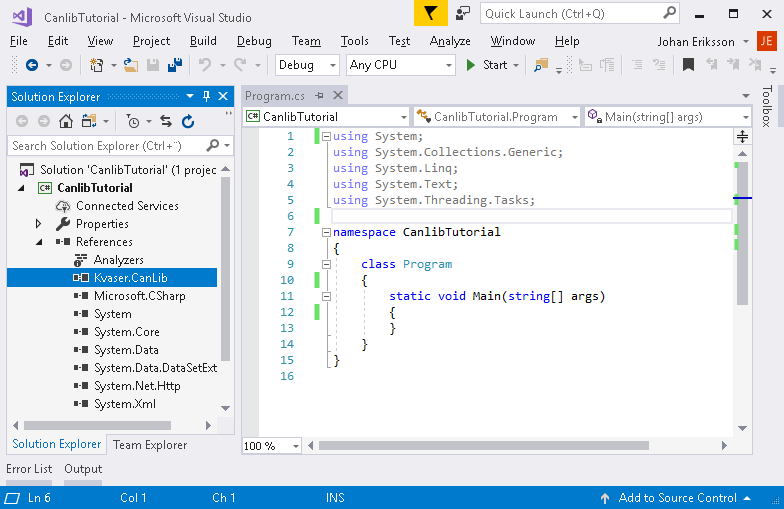 CanlibTutorial - Microsoft Visual Studio
Quick Launch (Ctrl+Q)
File Edit View Project Build Debug Team Tools Test Analyze Window Help Johan Eriksson JE
Debug Any CPU Start
Solution Explorer
Search Solution Explorer (Ctrl+¨)
Solution 'CanlibTutorial' (1 projec
C# CanlibTutorial
Connected Services
Properties
References
Analyzers
Kvaser.CanLib
Microsoft.CSharp
System
System.Core
System.Data
System.Data.DataSetExt
System.Net.Http
System.Xml
Solution Explorer Team Explorer
Program.cs
C# CanlibTutorial CanlibTutorial.Program Main(string[] args)
1 using System;
2 using System.Collections.Generic;
3 using System.Linq;
4 using System.Text;
5 using System.Threading.Tasks;
6
7 namespace CanlibTutorial
8 {
9 class Program
10 {
11 static void Main(string[] args)
12 {
13 }
14 }
15 }
16
100 %
Toolbox
Error List Output
Ln 6 Col 1 Ch 1 INS Add to Source Control